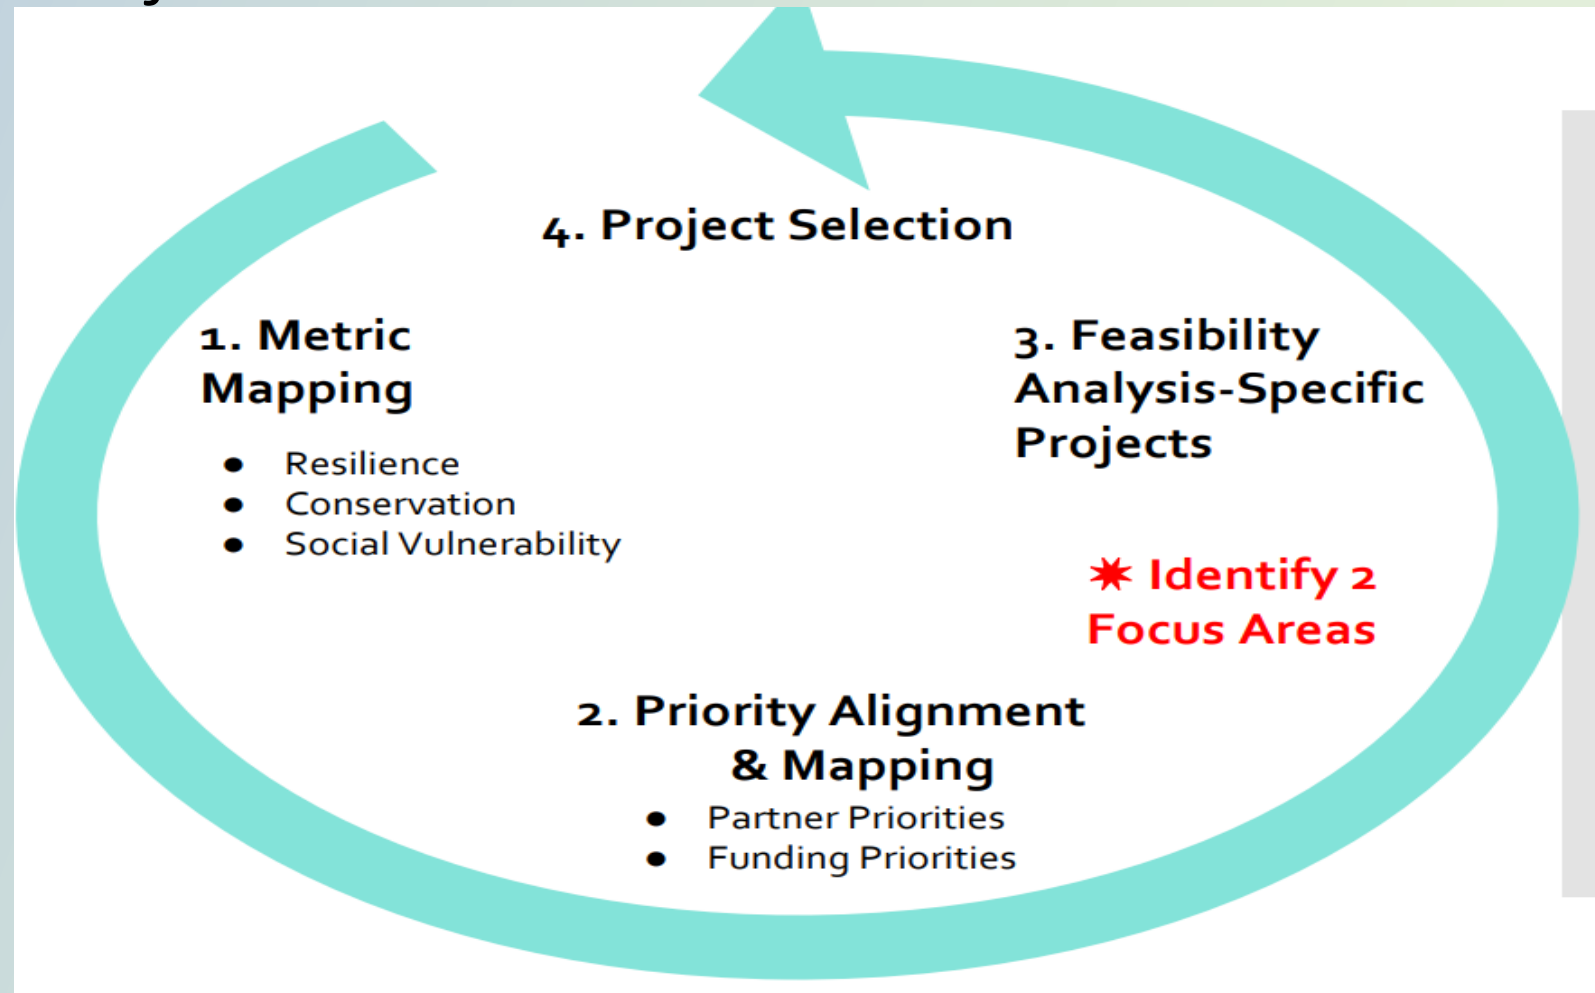 4. Project Selection
1. Metric
Mapping
● Resilience
● Conservation
● Social Vulnerability
2. Priority Alignment
& Mapping
● Partner Priorities
● Funding Priorities
✷ Identify 2
Focus Areas
3. Feasibility
Analysis-Specific
Projects